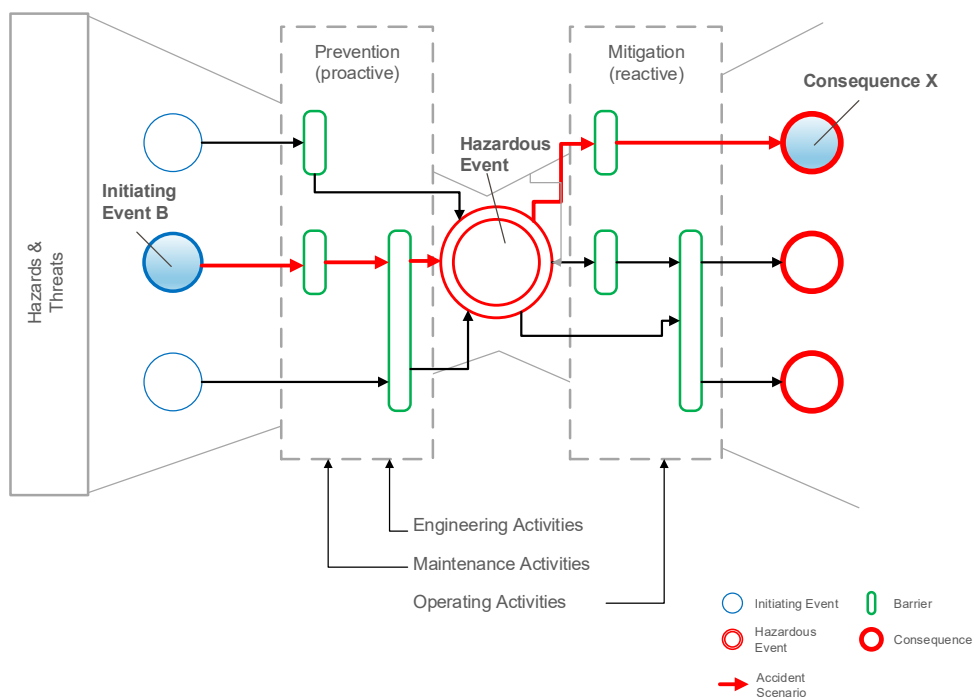 Prevention
(proactive)
Mitigation
(reactive)
Consequence X
Hazardous
Event
Initiating
Event B
Hazards &
Threats
Engineering Activities
Maintenance Activities
Operating Activities
Initiating Event
Barrier
Hazardous
Event
Consequence
Accident
Scenario